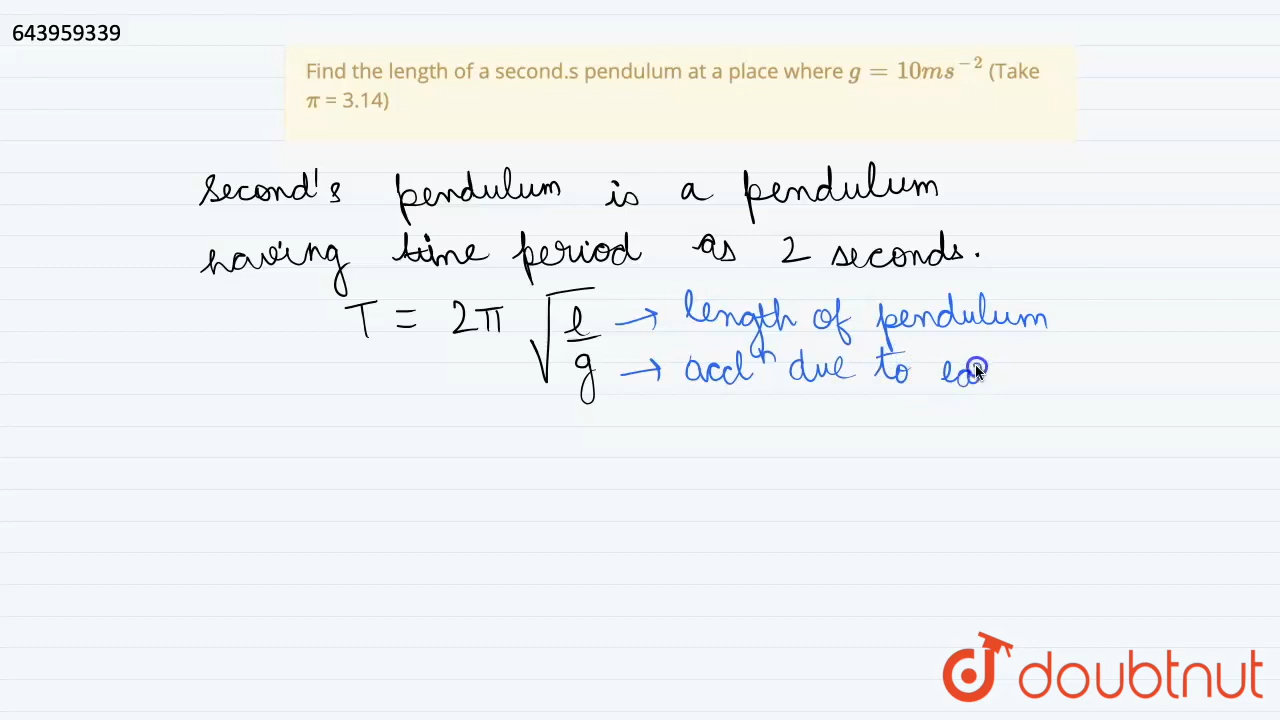 643959339
Find the length of a second.s pendulum at a place where g = 10ms⁻² (Take
π = 3.14)
second's pendulum is a pendulum
having time period as 2 seconds.
T = 2π √(l/g) → length of pendulum
→ accl^n due to ea
doubtnut